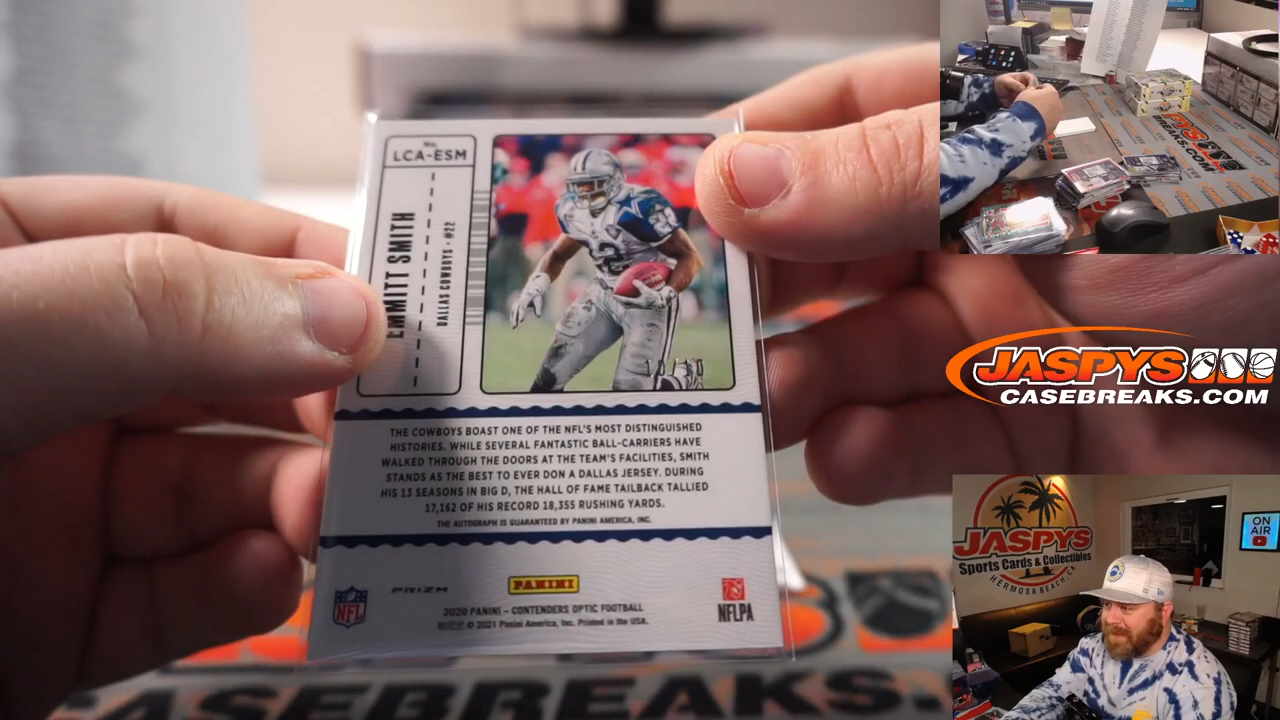 No.
LCA-ESM
EMMITT SMITH
DALLAS COWBOYS • #22
THE COWBOYS BOAST ONE OF THE NFL'S MOST DISTINGUISHED
HISTORIES. WHILE SEVERAL FANTASTIC BALL-CARRIERS HAVE
WALKED THROUGH THE DOORS AT THE TEAM'S FACILITIES, SMITH
STANDS AS THE BEST TO EVER DON A DALLAS JERSEY. DURING
HIS 13 SEASONS IN BIG D, THE HALL OF FAME TAILBACK TALLIED
17,162 OF HIS RECORD 18,355 RUSHING YARDS.
THE AUTOGRAPH IS GUARANTEED BY PANINI AMERICA, INC.
NFL
PRIZM
PANINI
2020 PANINI – CONTENDERS OPTIC FOOTBALL
© 2021 Panini America, Inc. Printed in the USA.
NFLPA
CASEBREAKS.COM
JASPYS
CASEBREAKS.COM
JASPYS
Sports Cards & Collectibles
HERMOSA BEACH, CA
ON
AIR